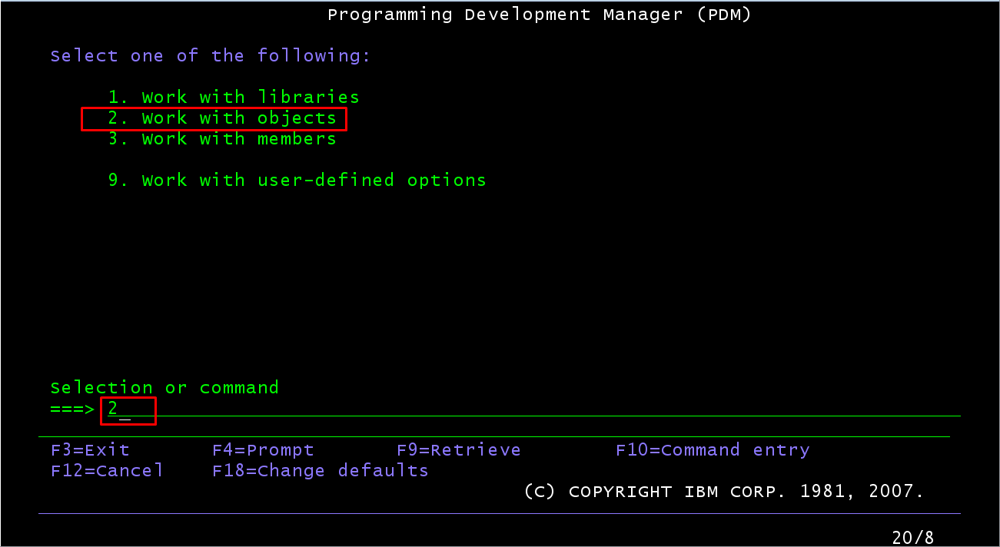 Programming Development Manager (PDM)
Select one of the following:
1. Work with libraries
2. Work with objects
3. Work with members
9. Work with user-defined options
Selection or command
===> 2_
F3=Exit F4=Prompt F9=Retrieve F10=Command entry
F12=Cancel F18=Change defaults
(C) COPYRIGHT IBM CORP. 1981, 2007.
20/8